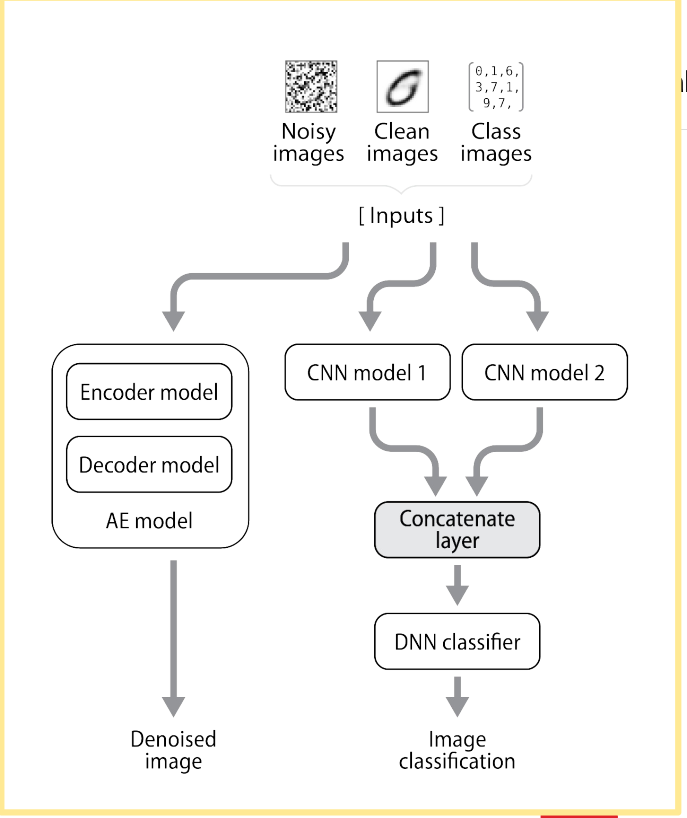 0,1,6,
3,7,1,
9,7,
Noisy
images
Clean
images
Class
images
[ Inputs ]
Encoder model
Decoder model
AE model
CNN model 1
CNN model 2
Concatenate
layer
DNN classifier
Denoised
image
Image
classification